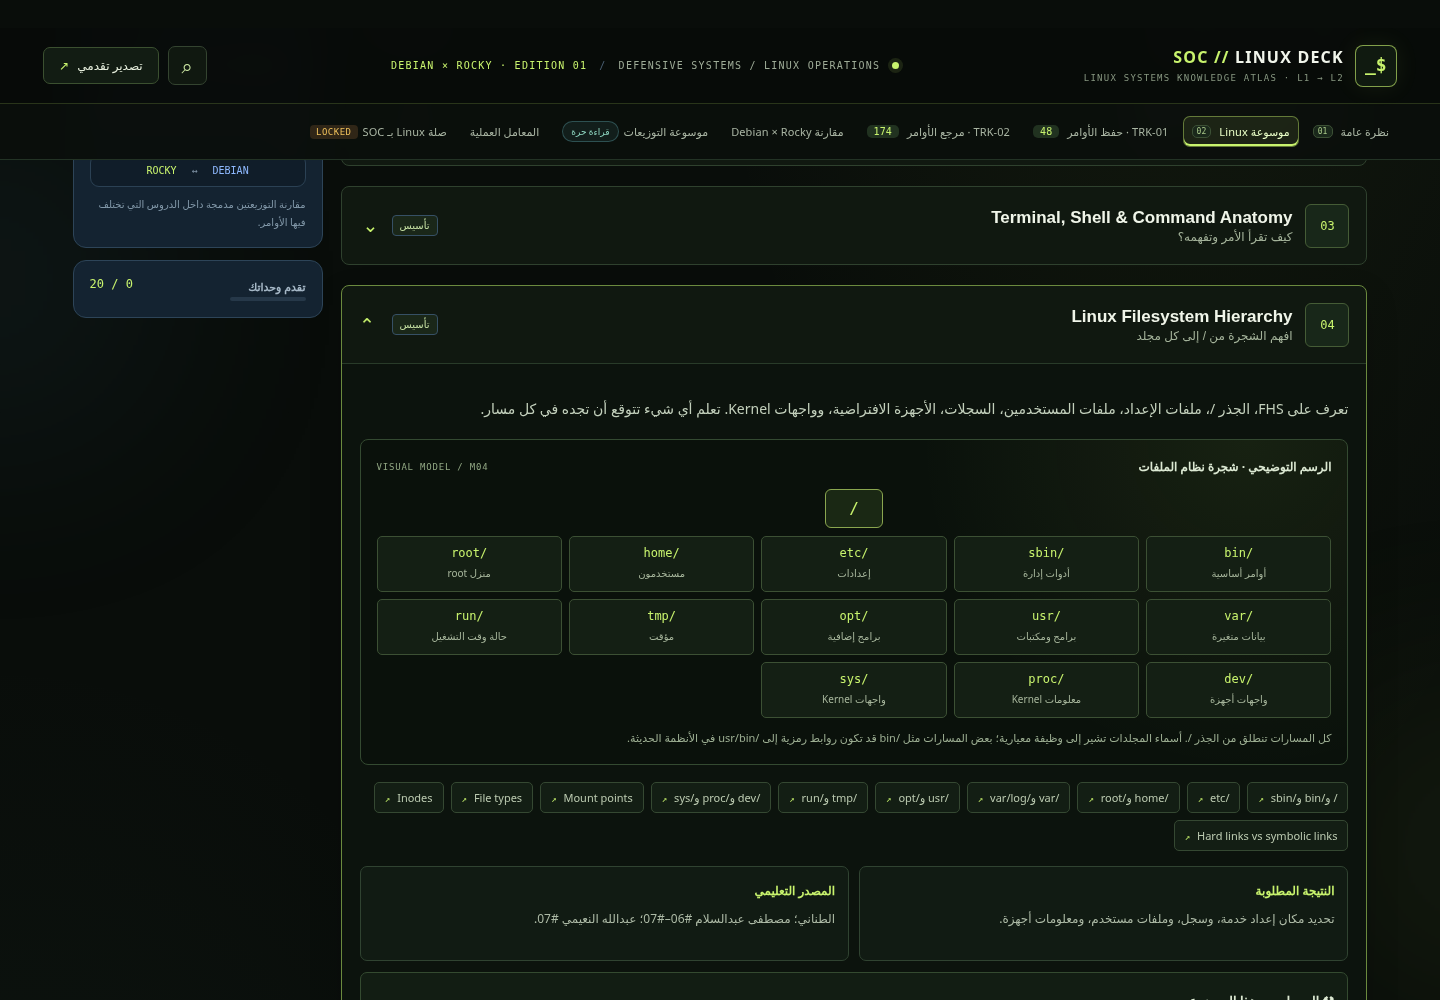 $_
SOC // LINUX DECK
LINUX SYSTEMS KNOWLEDGE ATLAS · L1 → L2
DEBIAN × ROCKY · EDITION 01 / DEFENSIVE SYSTEMS / LINUX OPERATIONS
⌕
تصدير تقدمي ↗
نظرة عامة 01
موسوعة Linux 02
TRK-01 · حفظ الأوامر 48
TRK-02 · مرجع الأوامر 174
مقارنة Debian × Rocky
موسوعة التوزيعات قراءة حرة
المعامل العملية
صلة Linux بـ SOC LOCKED
DEBIAN ↔ ROCKY
مقارنة التوزيعتين مدمجة داخل الدروس التي تختلف
فيها الأوامر.
تقدم وحداتك
0 / 20
03
Terminal, Shell & Command Anatomy
كيف تقرأ الأمر وتفهمه؟
تأسيس
04
Linux Filesystem Hierarchy
افهم الشجرة من / إلى كل مجلد
تأسيس
تعرف على FHS، الجذر /، ملفات الإعداد، ملفات المستخدمين، السجلات، الأجهزة الافتراضية، وواجهات Kernel. تعلم أي شيء تتوقع أن تجده في كل مسار.
الرسم التوضيحي · شجرة نظام الملفات
VISUAL MODEL / M04
/
/bin
أوامر أساسية
/sbin
أدوات إدارة
/etc
إعدادات
/home
مستخدمون
/root
منزل root
/var
بيانات متغيرة
/usr
برامج ومكتبات
/opt
برامج إضافية
/tmp
مؤقت
/run
حالة وقت التشغيل
/dev
واجهات أجهزة
/proc
معلومات Kernel
/sys
واجهات Kernel
كل المسارات تنطلق من الجذر /. أسماء المجلدات تشير إلى وظيفة معيارية؛ بعض المسارات مثل /bin قد تكون روابط رمزية إلى /usr/bin في الأنظمة الحديثة.
/ و/bin و/sbin ↗
/etc ↗
/home و/root ↗
/var و/var/log ↗
/usr و/opt ↗
/tmp و/run ↗
/dev و/proc و/sys ↗
Mount points ↗
File types ↗
Inodes ↗
Hard links vs symbolic links ↗
النتيجة المطلوبة
تحديد مكان إعداد خدمة، وسجل، وملفات مستخدم، ومعلومات أجهزة.
المصدر التعليمي
الطناني؛ مصطفى عبدالسلام #06–#07؛ عبدالله النعيمي #07.